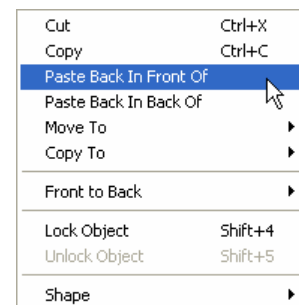 Cut Ctrl+X
Copy Ctrl+C
Paste Back In Front Of
Paste Back In Back Of
Move To
Copy To
Front to Back
Lock Object Shift+4
Unlock Object Shift+5
Shape